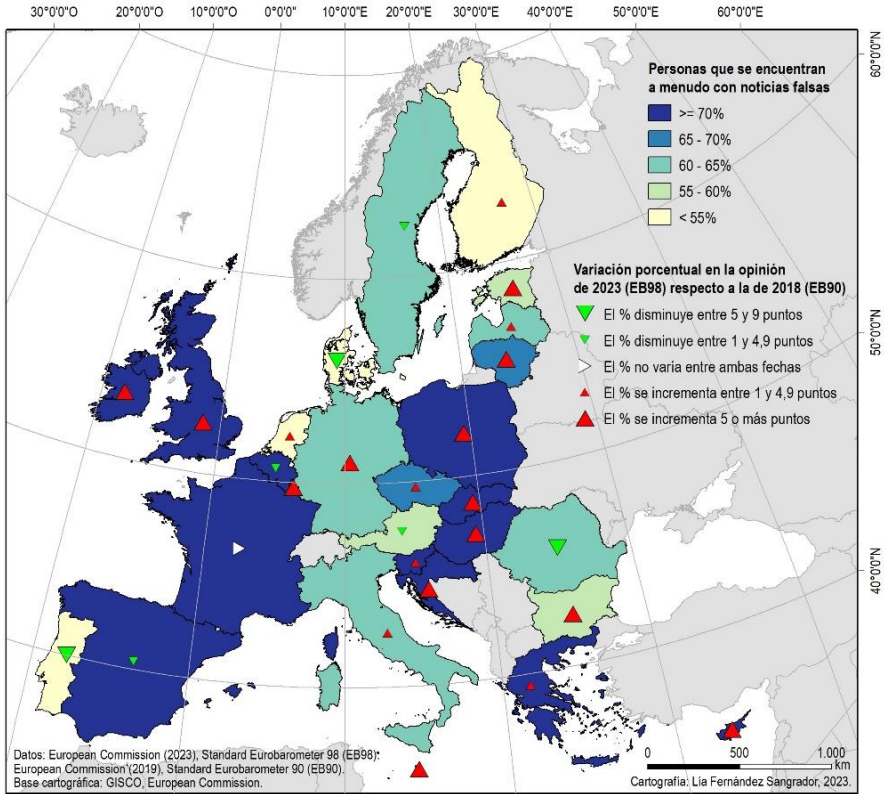 30°0'0"O 20°0'0"O 10°0'0"O 0°0'0" 10°0'0"E 20°0'0"E 30°0'0"E 40°0'0"E 50°0'0"E 60°0'0"E
60°0'0"N
50°0'0"N
40°0'0"N
Personas que se encuentran
a menudo con noticias falsas
>= 70%
65 - 70%
60 - 65%
55 - 60%
< 55%
Variación porcentual en la opinión
de 2023 (EB98) respecto a la de 2018 (EB90)
El % disminuye entre 5 y 9 puntos
El % disminuye entre 1 y 4,9 puntos
El % no varia entre ambas fechas
El % se incrementa entre 1 y 4,9 puntos
El % se incrementa 5 o más puntos
Datos: European Commission (2023), Standard Eurobarometer 98 (EB98).
European Commission (2019), Standard Eurobarometer 90 (EB90).
Base cartográfica: GISCO, European Commission.
0 500 1.000
km
Cartografía: Lía Fernández Sangrador, 2023.